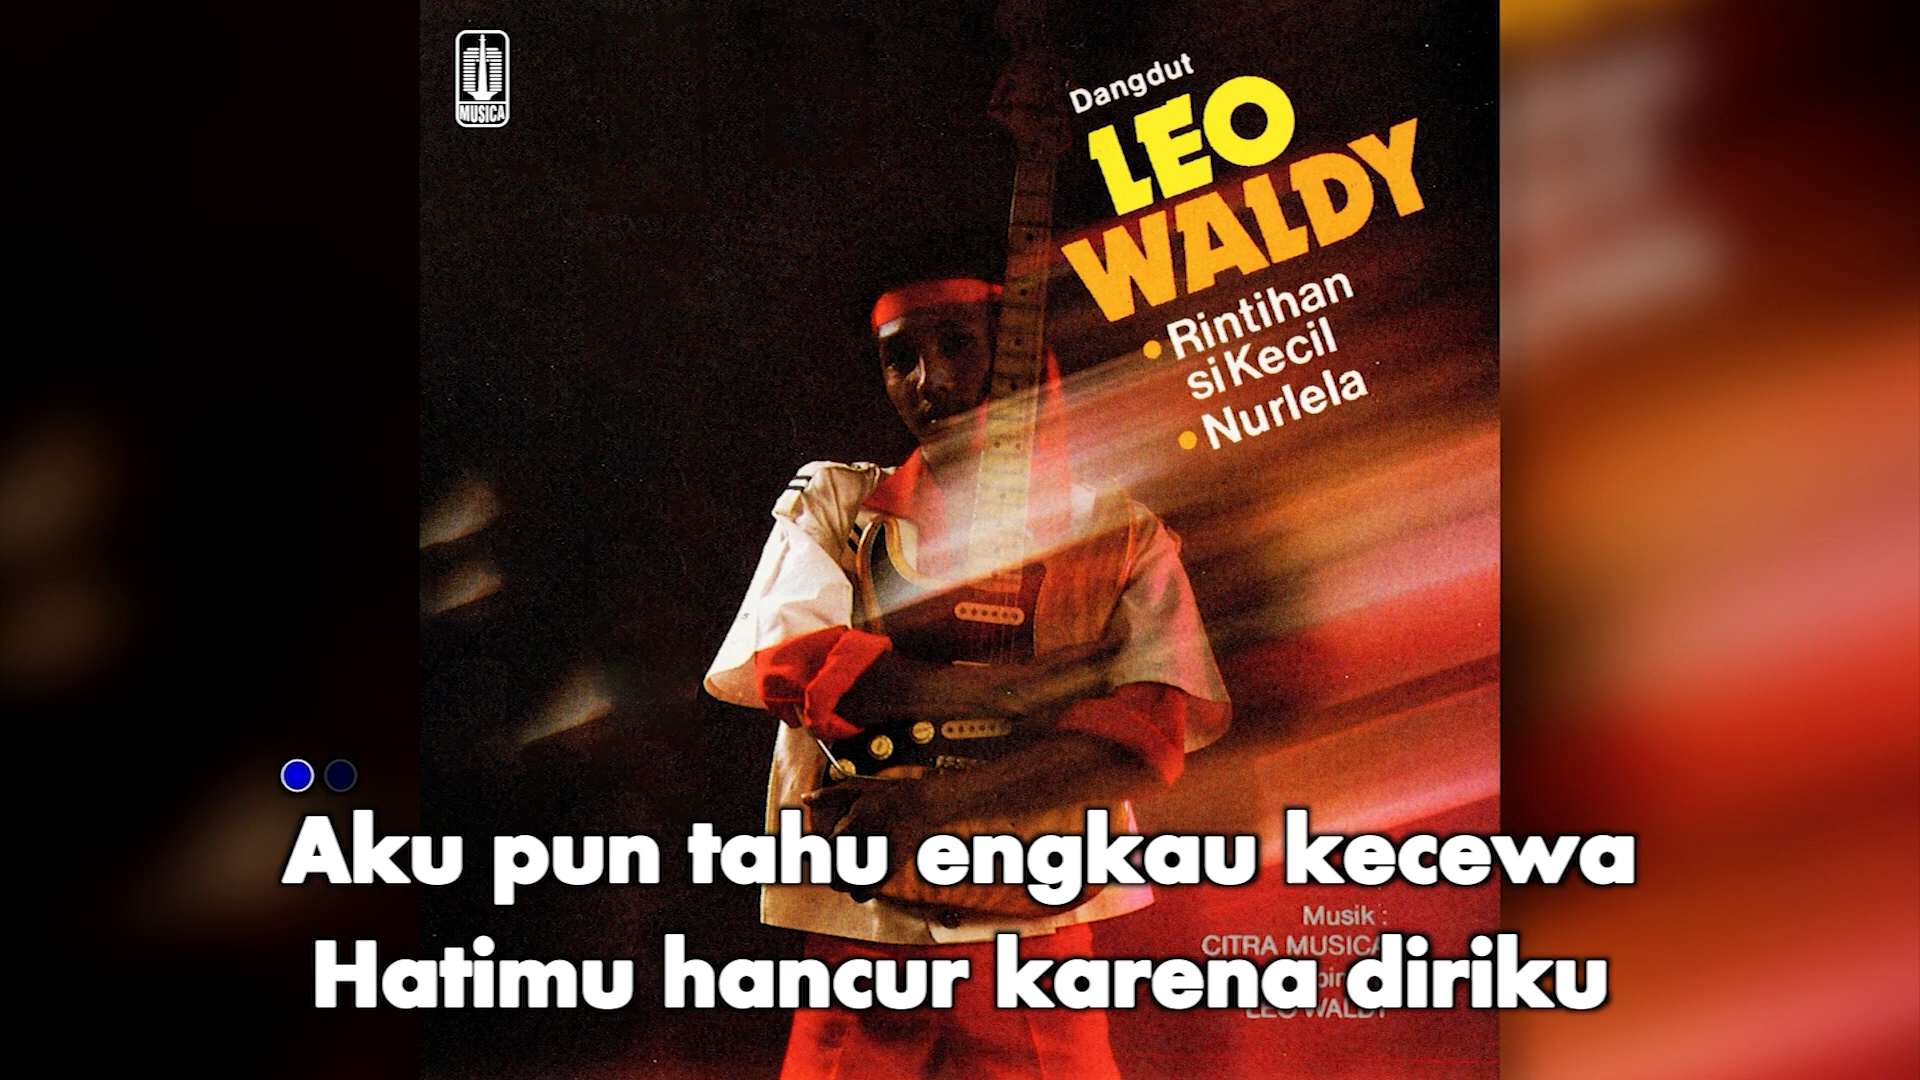 MUSICA
Dangdut
LEO
WALDY
• Rintihan
si Kecil
• Nurlela
Aku pun tahu engkau kecewa
Musik :
CITRA MUSICA
Hatimu hancur karena diriku
LEO WALDY